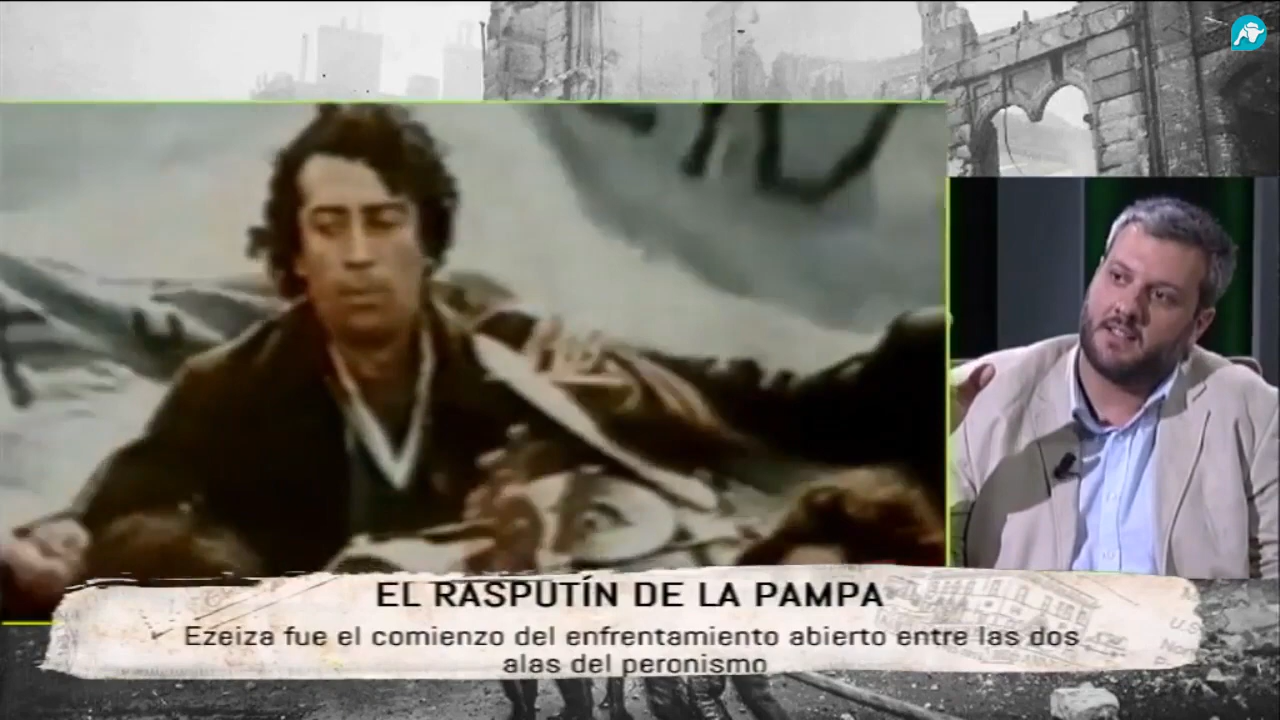 EL RASPUTÍN DE LA PAMPA
Ezeiza fue el comienzo del enfrentamiento abierto entre las dos
alas del peronismo